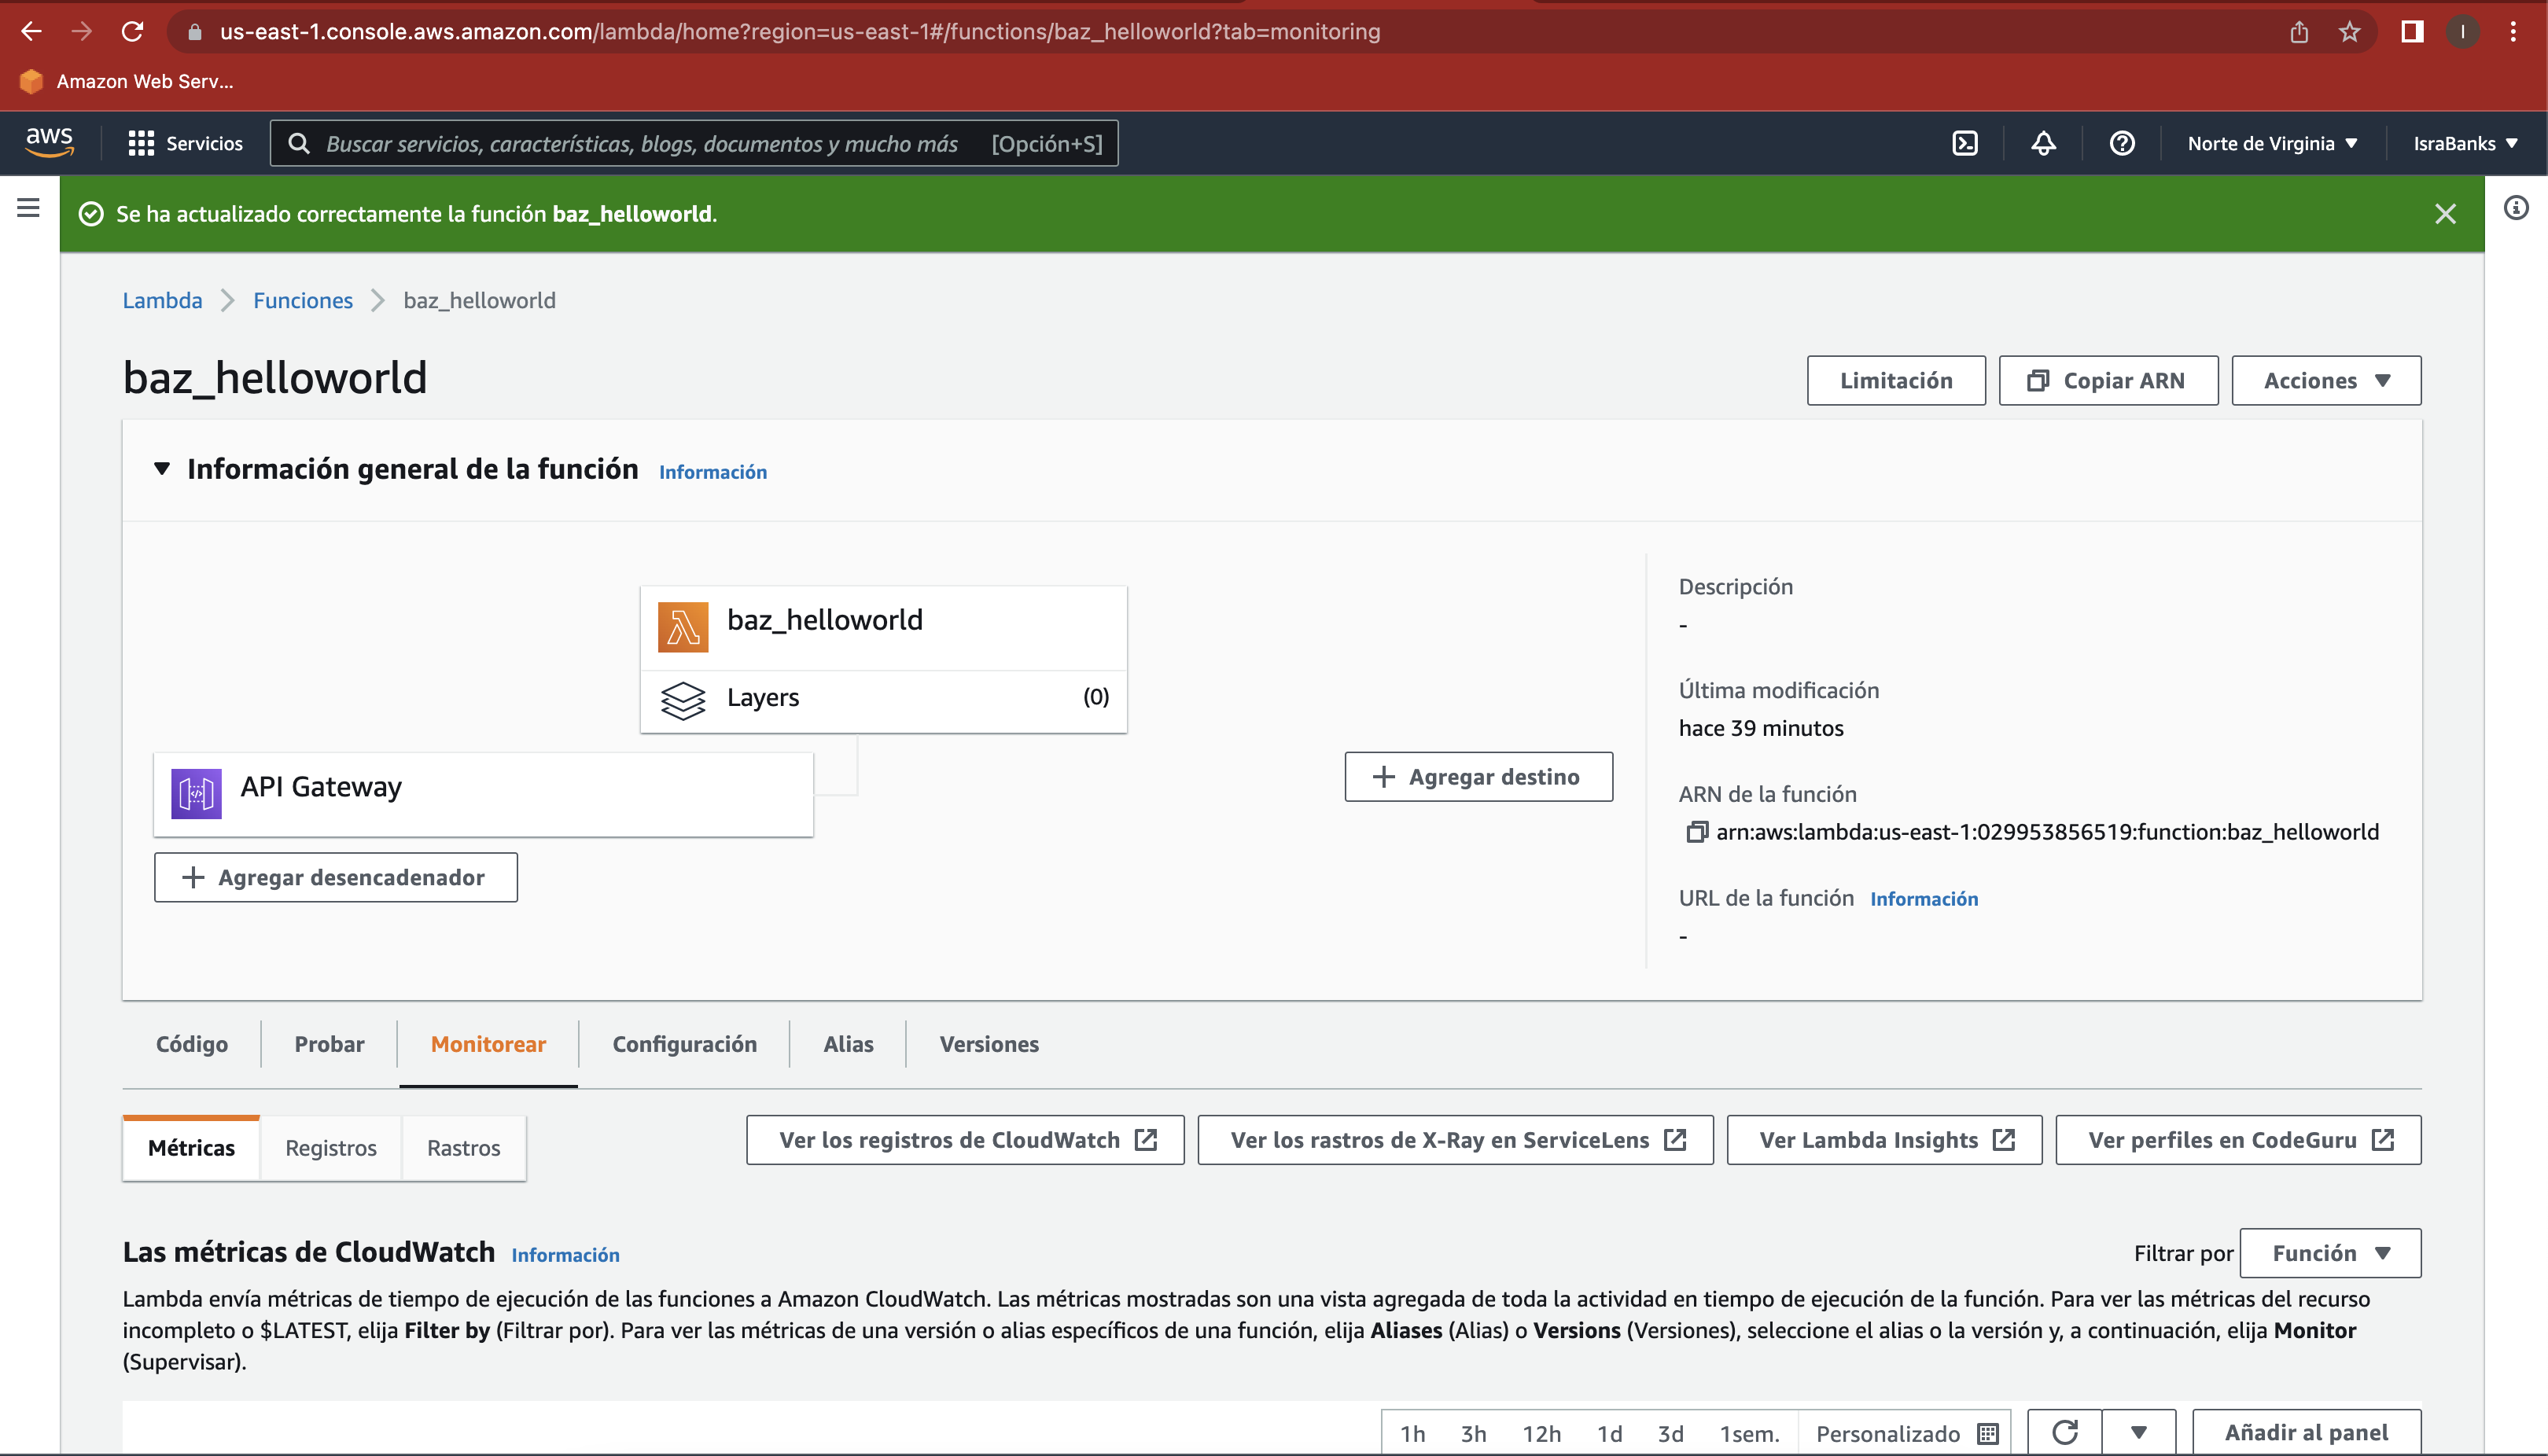 us-east-1.console.aws.amazon.com/lambda/home?region=us-east-1#/functions/baz_helloworld?tab=monitoring
I
Amazon Web Serv...
aws
Servicios
Buscar servicios, características, blogs, documentos y mucho más [Opción+S]
Norte de Virginia
IsraBanks
Se ha actualizado correctamente la función baz_helloworld.
Lambda
Funciones
baz_helloworld
baz_helloworld
Limitación
Copiar ARN
Acciones
Información general de la función
Información
baz_helloworld
Layers
(0)
API Gateway
+ Agregar desencadenador
+ Agregar destino
Descripción
-
Última modificación
hace 39 minutos
ARN de la función
arn:aws:lambda:us-east-1:029953856519:function:baz_helloworld
URL de la función
Información
-
Código
Probar
Monitorear
Configuración
Alias
Versiones
Métricas
Registros
Rastros
Ver los registros de CloudWatch
Ver los rastros de X-Ray en ServiceLens
Ver Lambda Insights
Ver perfiles en CodeGuru
Las métricas de CloudWatch
Información
Filtrar por
Función
Lambda envía métricas de tiempo de ejecución de las funciones a Amazon CloudWatch. Las métricas mostradas son una vista agregada de toda la actividad en tiempo de ejecución de la función. Para ver las métricas del recurso
incompleto o $LATEST, elija Filter by (Filtrar por). Para ver las métricas de una versión o alias específicos de una función, elija Aliases (Alias) o Versions (Versiones), seleccione el alias o la versión y, a continuación, elija Monitor
(Supervisar).
1h
3h
12h
1d
3d
1sem.
Personalizado
Añadir al panel